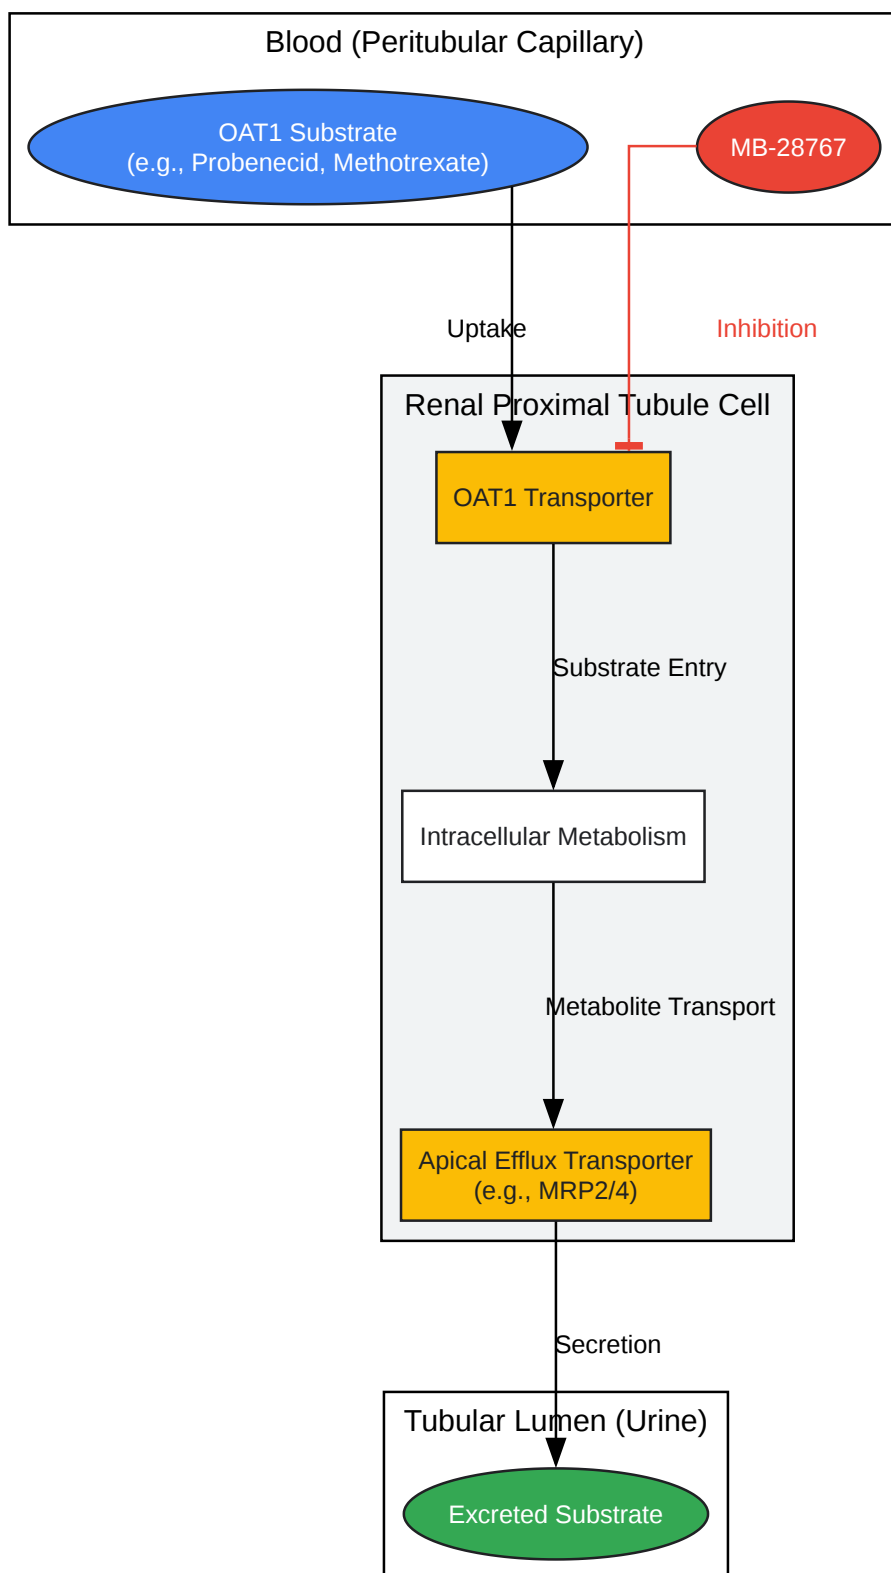 Blood (Peritubular Capillary)
OAT1 Substrate
(e.g., Probenecid, Methotrexate)
MB-28767
Uptake
Inhibition
Renal Proximal Tubule Cell
OAT1 Transporter
Substrate Entry
Intracellular Metabolism
Metabolite Transport
Apical Efflux Transporter
(e.g., MRP2/4)
Secretion
Tubular Lumen (Urine)
Excreted Substrate